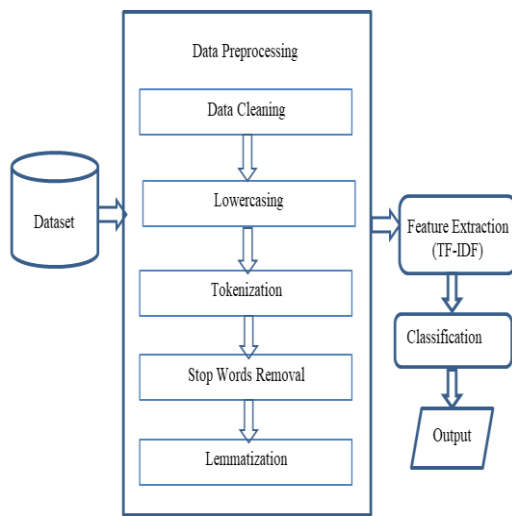 Data Preprocessing
Data Cleaning
Dataset
Lowercasing
Tokenization
Stop Words Removal
Lemmatization
Feature Extraction
(TF-IDF)
Classification
Output